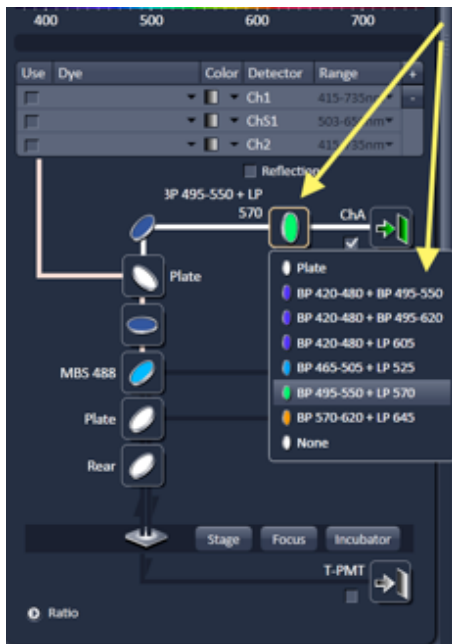 400 500 600 700
Use Dye Color Detector Range +
Ch1 415-735nm -
ChS1
Ch2
Reflection
BP 495-550 + LP
570
ChA
Plate
Plate
BP 420-480 + BP 495-550
BP 420-480 + BP 495-620
BP 420-480 + LP 605
MBS 488
BP 465-505 + LP 525
BP 495-550 + LP 570
Plate
BP 570-620 + LP 645
None
Rear
Stage Focus Incubator
T-PMT
Ratio